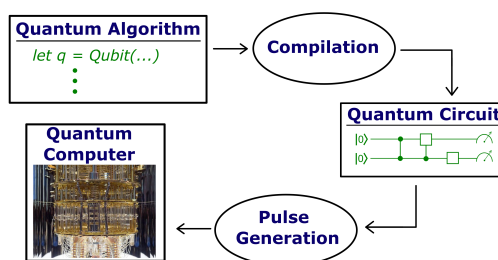 Quantum Algorithm
let q = Qubit(...)
Compilation
Quantum Circuit
|0⟩
|0⟩
Pulse
Generation
Quantum
Computer